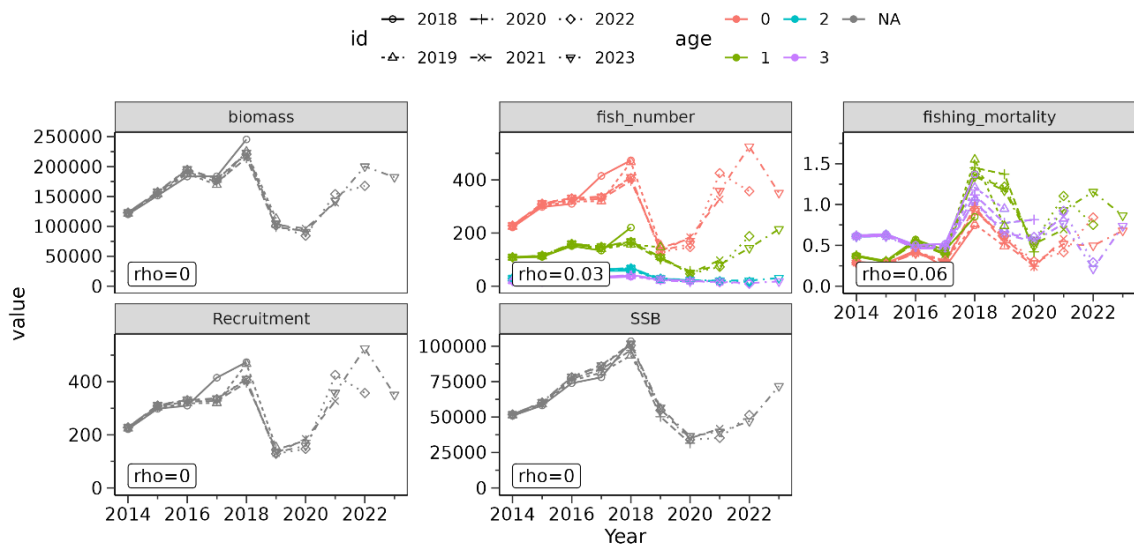 id
2018 2020 2022
2019 2021 2023
age
0 2 NA
1 3
value
biomass
250000
200000
150000
100000
50000
0
rho=0
fish_number
400
200
0
rho=0.03
fishing_mortality
1.5
1.0
0.5
0.0
rho=0.06
2014 2016 2018 2020 2022
Recruitment
400
200
0
rho=0
2014 2016 2018 2020 2022
SSB
100000
75000
50000
25000
0
rho=0
2014 2016 2018 2020 2022
Year